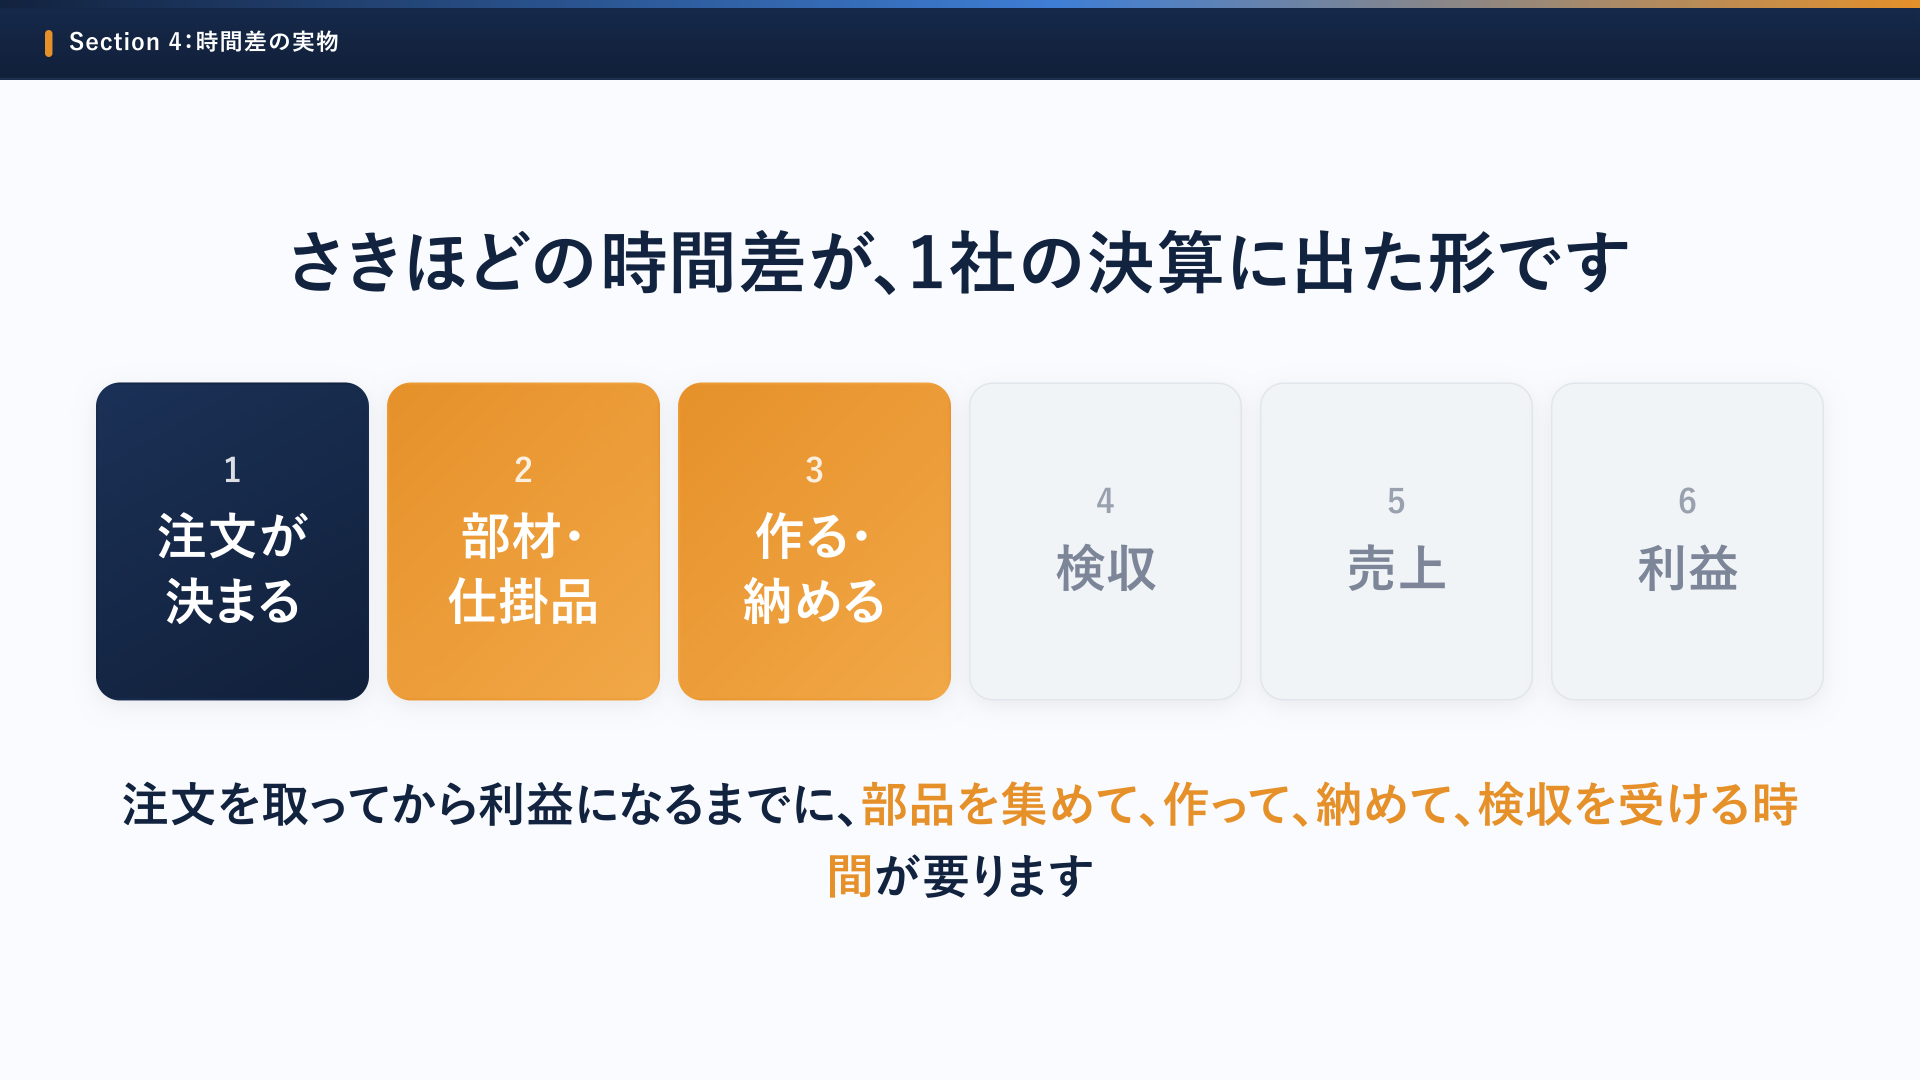 Section 4：時間差の実物
さきほどの時間差が、1社の決算に出た形です
1
注文が
決まる
2
部材・
仕掛品
3
作る・
納める
4
検収
5
売上
6
利益
注文を取ってから利益になるまでに、部品を集めて、作って、納めて、検収を受ける時
間が要ります